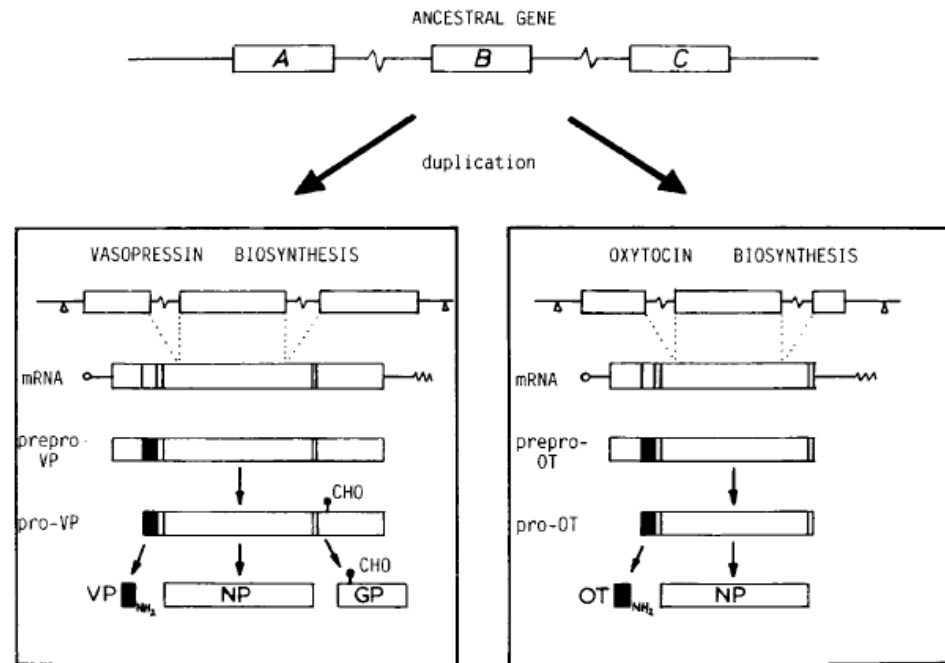 ANCESTRAL GENE
A B C
duplication
VASOPRESSIN BIOSYNTHESIS
mRNA
prepro-
VP
CHO
pro-VP
CHO
VP NH₂ NP GP
OXYTOCIN BIOSYNTHESIS
mRNA
prepro-
OT
pro-OT
OT NH₂ NP